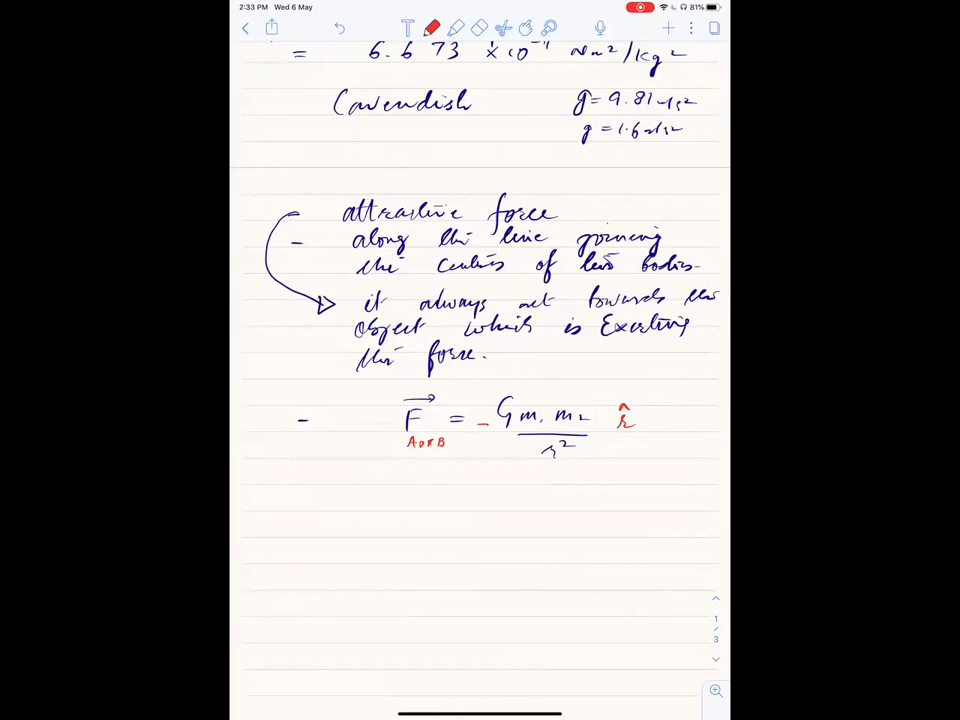 2:33 PM Wed 6 May 81%
= 6.673 × 10⁻¹¹ Nm²/kg²
Cavendish g = 9.81 m/s²
g = 1.6 m/s²
attractive force
- along the line joining
the centres of two bodies-
it always act towards the
object which is Exerting
the force.
- F = - G m₁ m₂ r̂
A on B r²
1
/
3